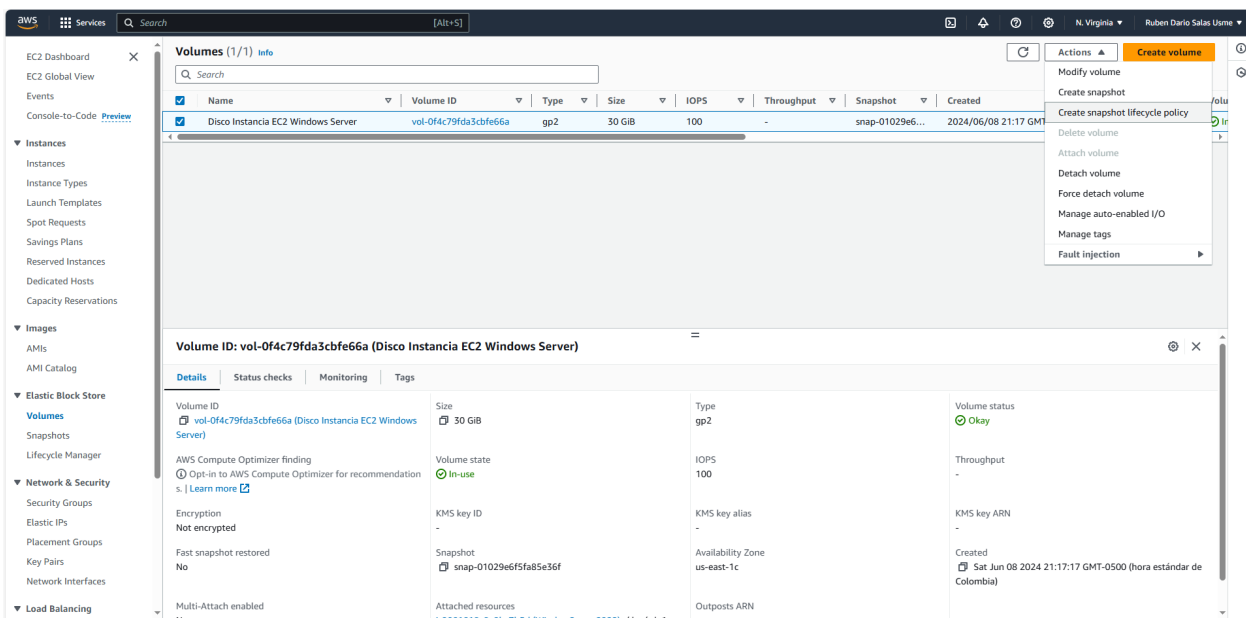 aws Services Search [Alt+S] N. Virginia Ruben Dario Salas Usme
EC2 Dashboard
EC2 Global View
Events
Console-to-Code Preview
Instances
Instances
Instance Types
Launch Templates
Spot Requests
Savings Plans
Reserved Instances
Dedicated Hosts
Capacity Reservations
Images
AMIs
AMI Catalog
Elastic Block Store
Volumes
Snapshots
Lifecycle Manager
Network & Security
Security Groups
Elastic IPs
Placement Groups
Key Pairs
Network Interfaces
Load Balancing
Volumes (1/1) Info
Actions Create volume
Search
Name Volume ID Type Size IOPS Throughput Snapshot Created
Disco Instancia EC2 Windows Server vol-0f4c79fda3cbfe66a gp2 30 GiB 100 - snap-01029e6... 2024/06/08 21:17 GMT
Modify volume
Create snapshot
Create snapshot lifecycle policy
Delete volume
Attach volume
Detach volume
Force detach volume
Manage auto-enabled I/O
Manage tags
Fault injection
Volume ID: vol-0f4c79fda3cbfe66a (Disco Instancia EC2 Windows Server)
Details Status checks Monitoring Tags
Volume ID Size Type Volume status
vol-0f4c79fda3cbfe66a (Disco Instancia EC2 Windows 30 GiB gp2 Okay
Server)
AWS Compute Optimizer finding Volume state IOPS Throughput
Opt-in to AWS Compute Optimizer for recommendation In-use 100 -
s. | Learn more
Encryption KMS key ID KMS key alias KMS key ARN
Not encrypted - - -
Fast snapshot restored Snapshot Availability Zone Created
No snap-01029e6f5fa85e36f us-east-1c Sat Jun 08 2024 21:17:17 GMT-0500 (hora estándar de
Colombia)
Multi-Attach enabled Attached resources Outposts ARN